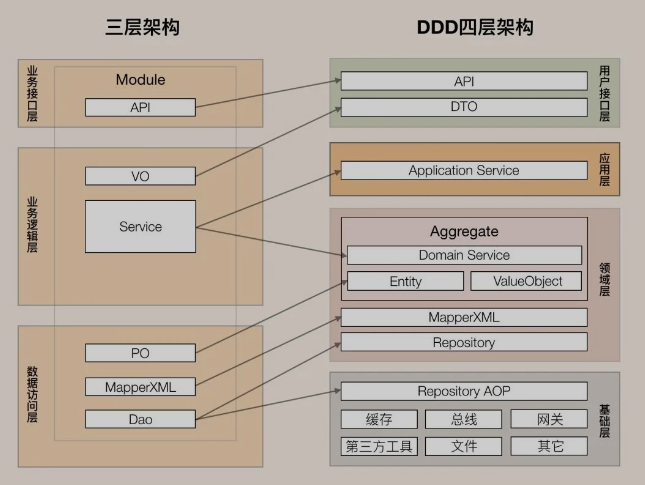 三层架构
业务接口层
Module
API
业务逻辑层
VO
Service
数据访问层
PO
MapperXML
Dao
DDD四层架构
API
DTO
用户接口层
Application Service
应用层
Aggregate
Domain Service
Entity
ValueObject
MapperXML
Repository
领域层
Repository AOP
缓存
总线
网关
第三方工具
文件
其它
基础层